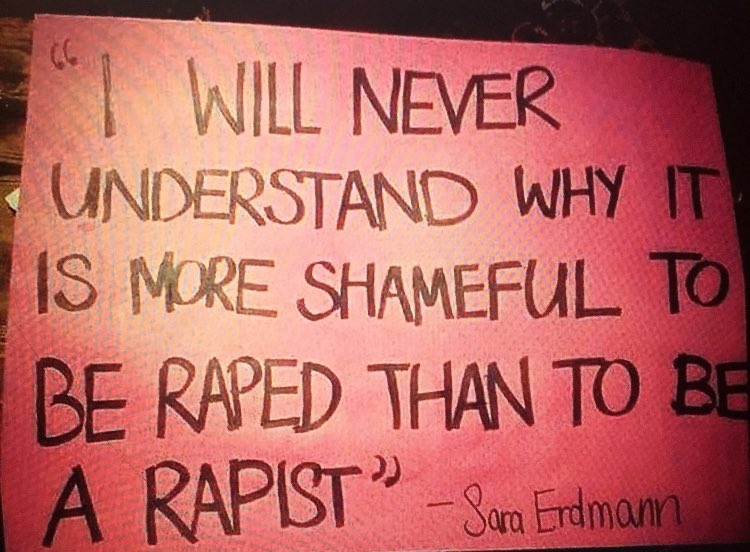 "I WILL NEVER
UNDERSTAND WHY IT
IS MORE SHAMEFUL TO
BE RAPED THAN TO BE
A RAPIST" - Sara Erdmann